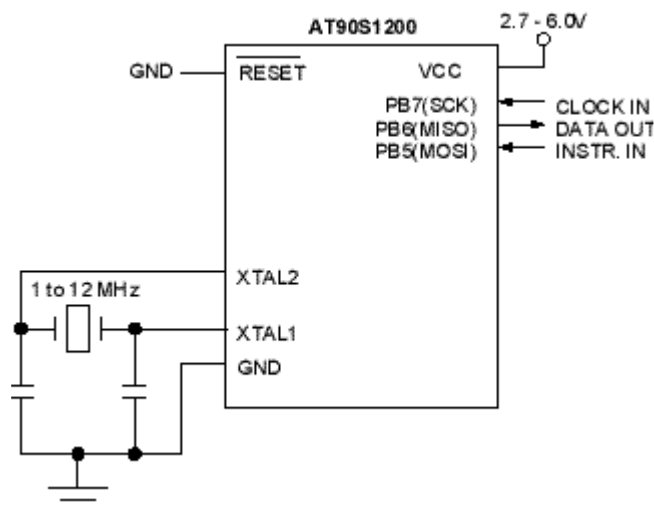 AT90S1200
2.7 - 6.0V
GND
RESET
VCC
PB7(SCK)
CLOCK IN
PB6(MISO)
DATA OUT
PB5(MOSI)
INSTR. IN
XTAL2
1 to 12 MHz
XTAL1
GND